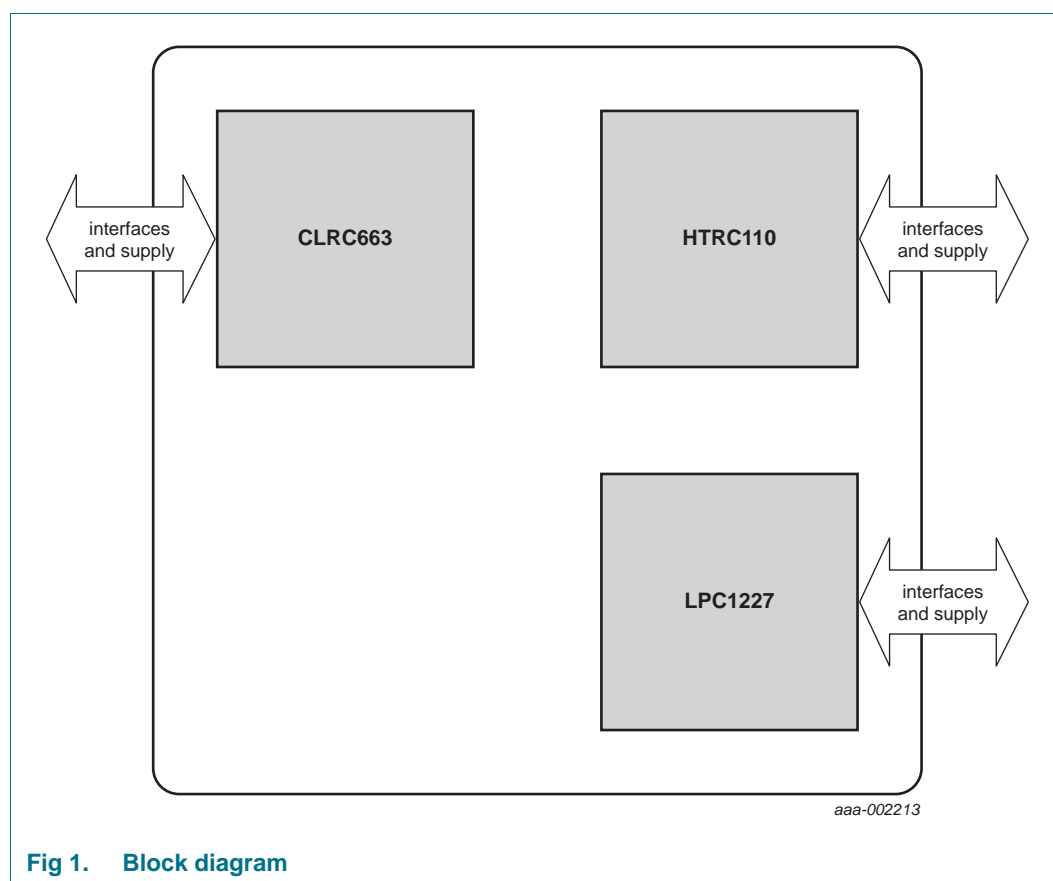 CLRC663
HTRC110
interfaces
and supply
interfaces
and supply
LPC1227
interfaces
and supply
aaa-002213
Fig 1. Block diagram